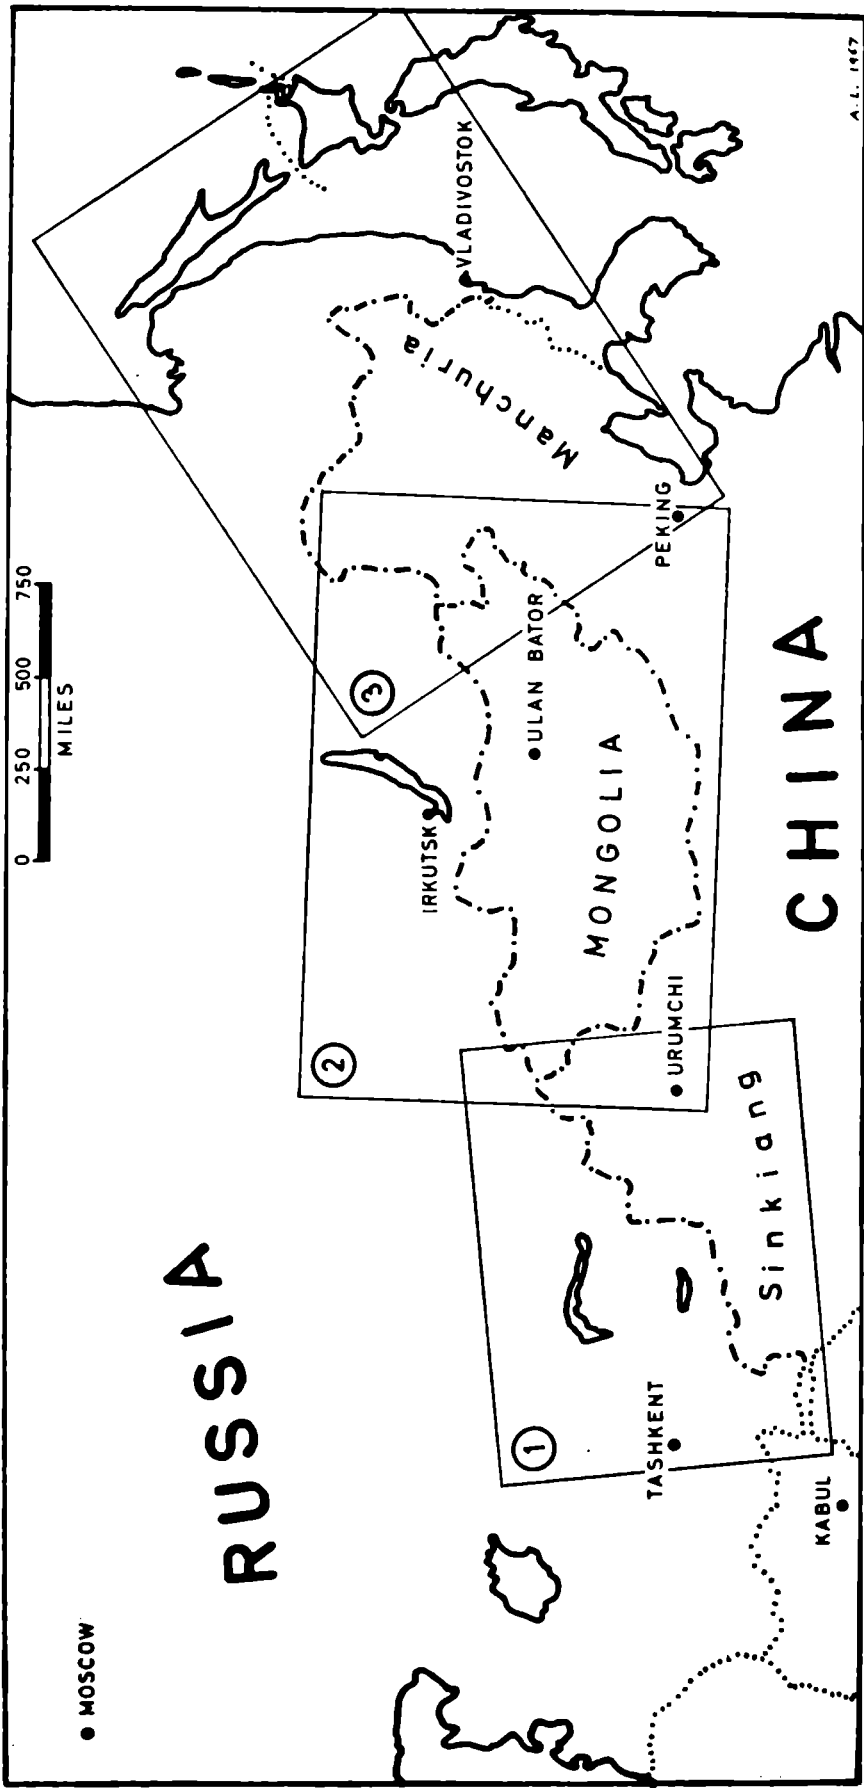 MOSCOW
RUSSIA
0 250 500 750
MILES
2
3
1
IRKUTSK
VLADIVOSTOK
Manchuria
ULAN BATOR
MONGOLIA
PEKING
TASHKENT
URUMCHI
Sinkiang
CHINA
KABUL
A. L. 1967